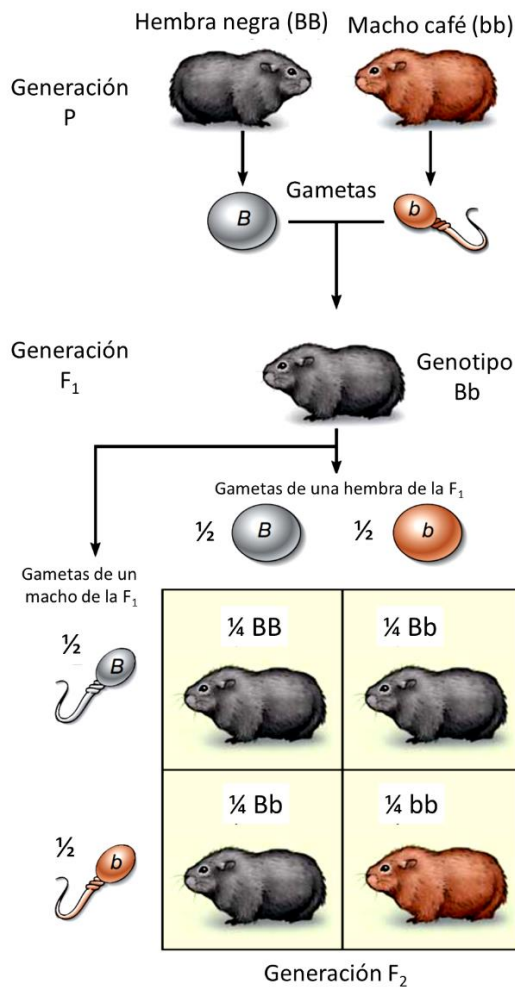 Hembra negra (BB)
Macho café (bb)
Generación
P
Gametas
B
b
Generación
F₁
Genotipo
Bb
Gametas de una hembra de la F₁
½ B
½ b
Gametas de un
macho de la F₁
½ B
¼ BB
¼ Bb
½ b
¼ Bb
¼ bb
Generación F₂